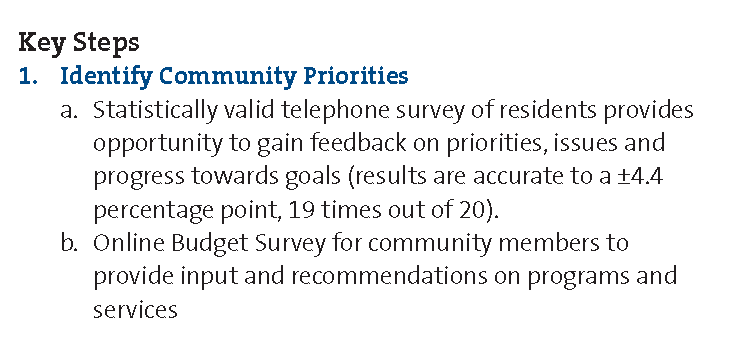 Key Steps
1. Identify Community Priorities
a. Statistically valid telephone survey of residents provides
opportunity to gain feedback on priorities, issues and
progress towards goals (results are accurate to a ±4.4
percentage point, 19 times out of 20).
b. Online Budget Survey for community members to
provide input and recommendations on programs and
services